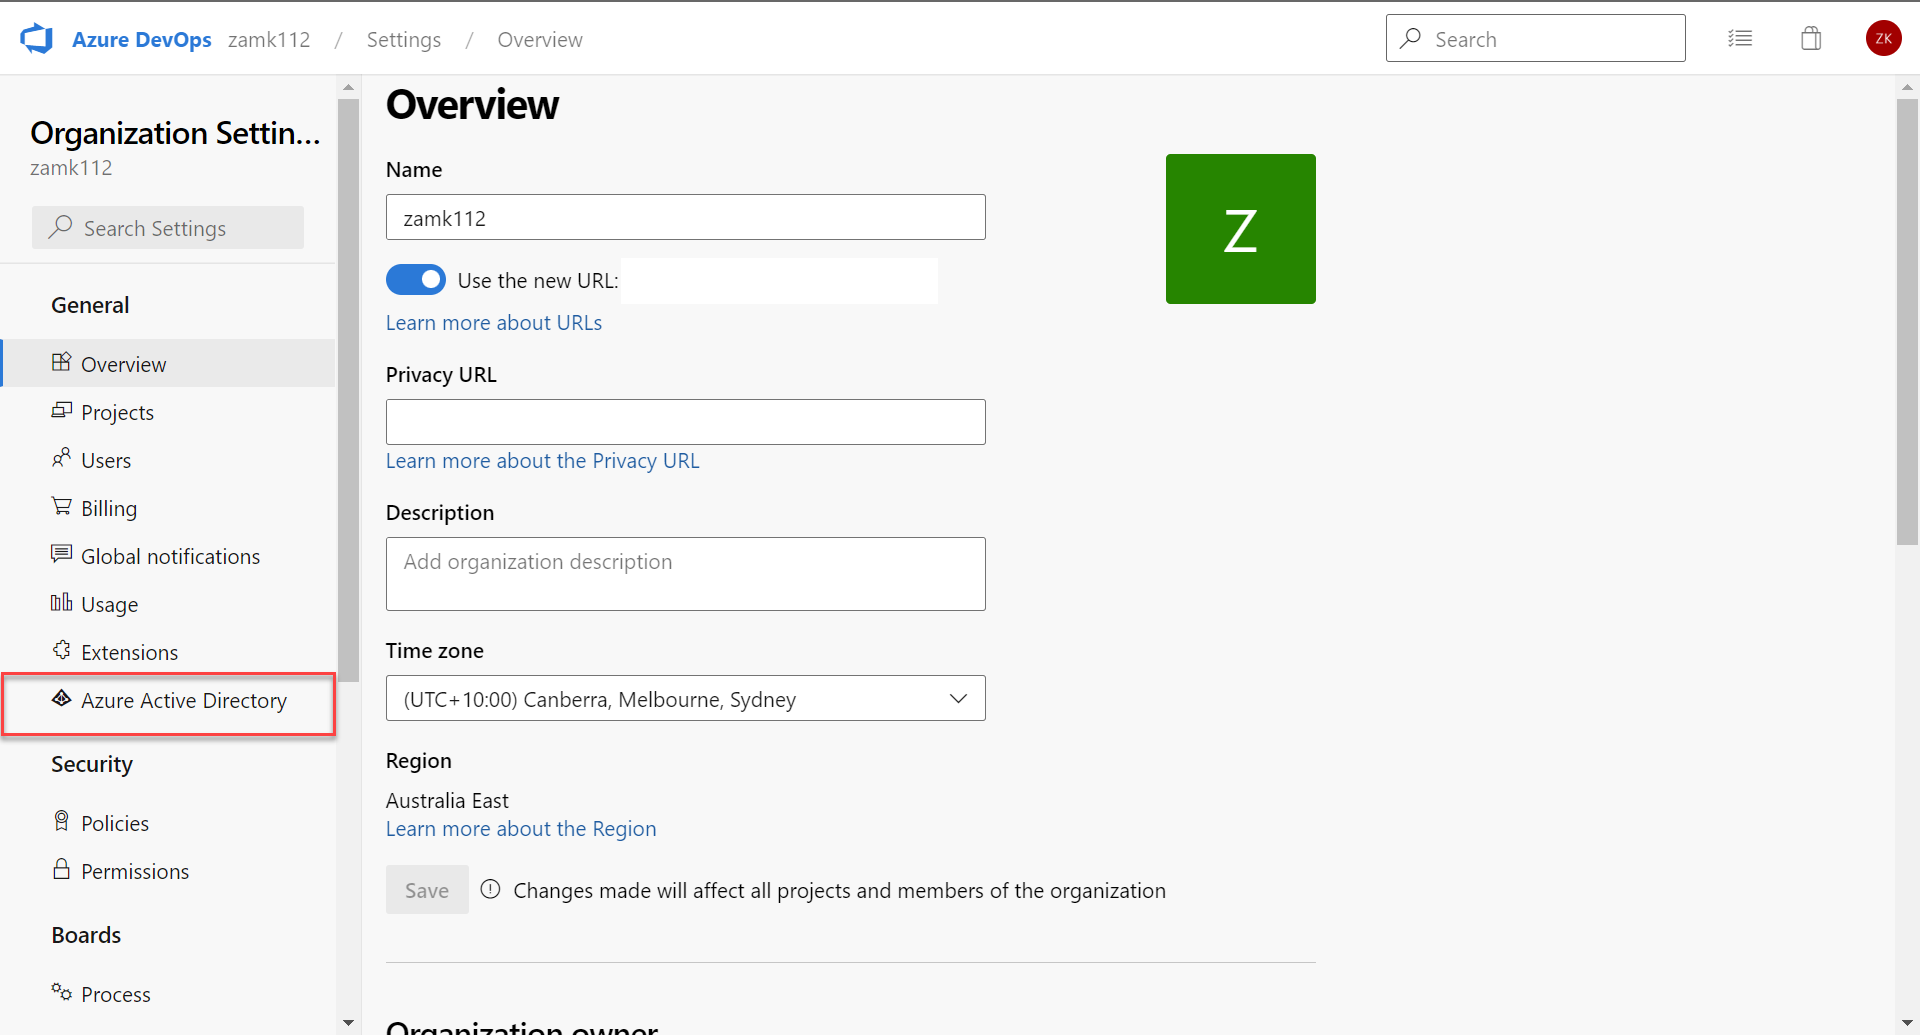 Azure DevOps zamk112 / Settings / Overview
Search
ZK
Organization Settin...
zamk112
Search Settings
General
Overview
Projects
Users
Billing
Global notifications
Usage
Extensions
Azure Active Directory
Security
Policies
Permissions
Boards
Process
Overview
Name
zamk112
Z
Use the new URL:
Learn more about URLs
Privacy URL
Learn more about the Privacy URL
Description
Add organization description
Time zone
(UTC+10:00) Canberra, Melbourne, Sydney
Region
Australia East
Learn more about the Region
Save
Changes made will affect all projects and members of the organization
Organization owner